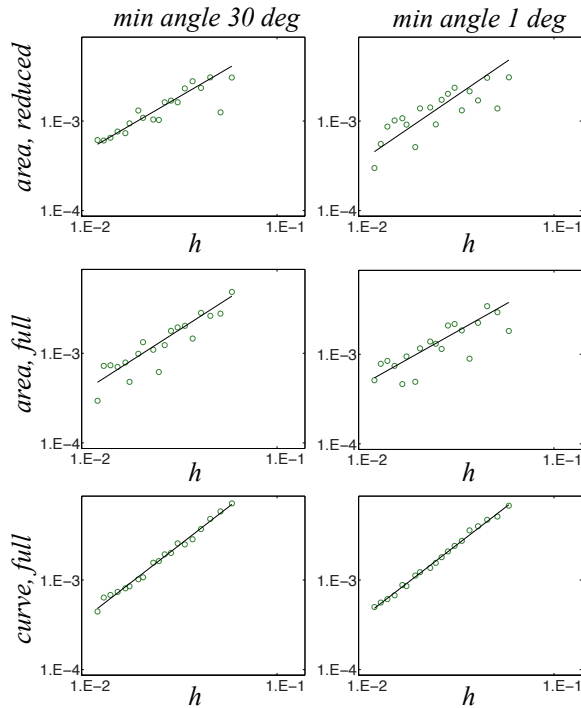 min angle 30 deg min angle 1 deg
area, reduced
1.E−3 1.E−3
1.E−4 1.E−4
1.E−2 1.E−1 1.E−2 1.E−1
h h
area, full
1.E−3 1.E−3
1.E−4 1.E−4
1.E−2 1.E−1 1.E−2 1.E−1
h h
curve, full
1.E−3 1.E−3
1.E−4 1.E−4
1.E−2 1.E−1 1.E−2 1.E−1
h h